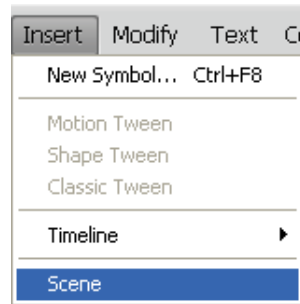 Insert Modify Text
New Symbol... Ctrl+F8
Motion Tween
Shape Tween
Classic Tween
Timeline
Scene